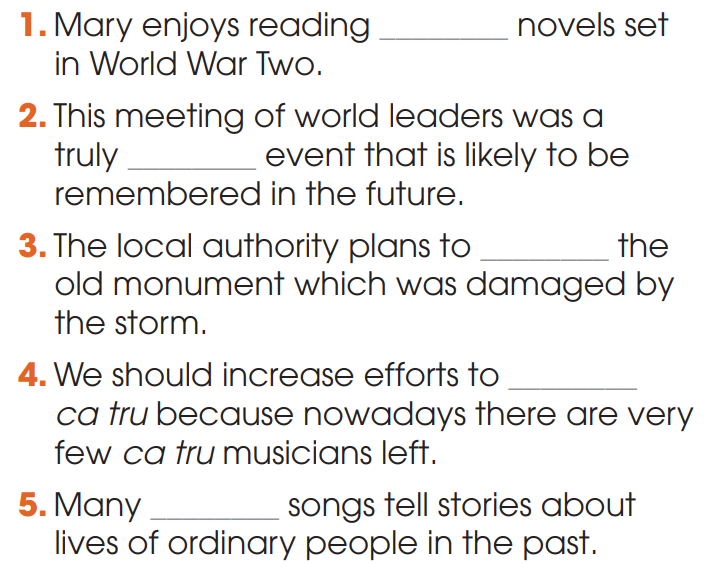 1. Mary enjoys reading ________ novels set
in World War Two.
2. This meeting of world leaders was a
truly ________ event that is likely to be
remembered in the future.
3. The local authority plans to ________ the
old monument which was damaged by
the storm.
4. We should increase efforts to ________
ca tru because nowadays there are very
few ca tru musicians left.
5. Many ________ songs tell stories about
lives of ordinary people in the past.